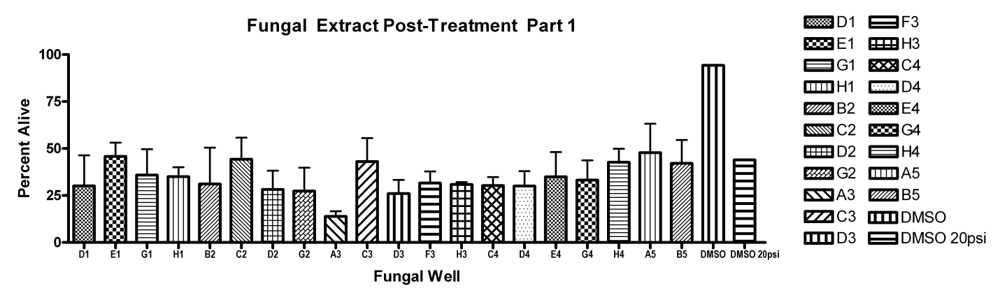 Fungal Extract Post-Treatment Part 1
Percent Alive
100
75
50
25
0
D1 E1 G1 H1 B2 C2 D2 G2 A3 C3 D3 F3 H3 C4 D4 E4 G4 H4 A5 B5 DMSO DMSO 20psi
Fungal Well
D1
E1
G1
H1
B2
C2
D2
G2
A3
C3
D3
F3
H3
C4
D4
E4
G4
H4
A5
B5
DMSO
DMSO 20psi